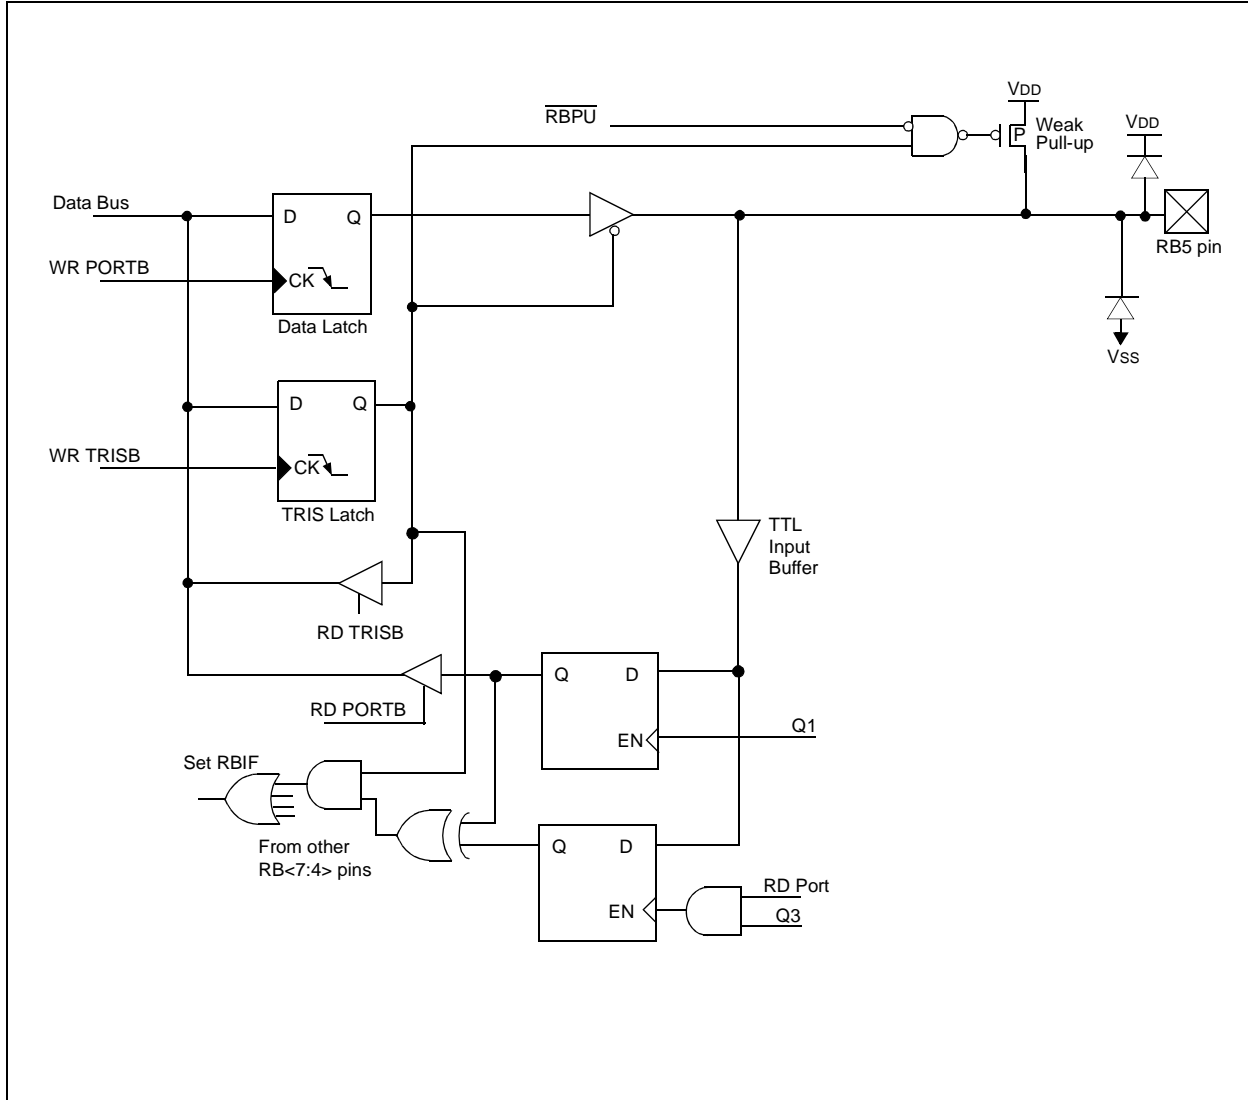 VDD
RBPU
P
Weak
Pull-up
VDD
Data Bus
D
Q
RB5 pin
WR PORTB
CK
Data Latch
VSS
D
Q
WR TRISB
CK
TRIS Latch
TTL
Input
Buffer
RD TRISB
Q
D
RD PORTB
EN
Q1
Set RBIF
From other
RB<7:4> pins
Q
D
RD Port
EN
Q3